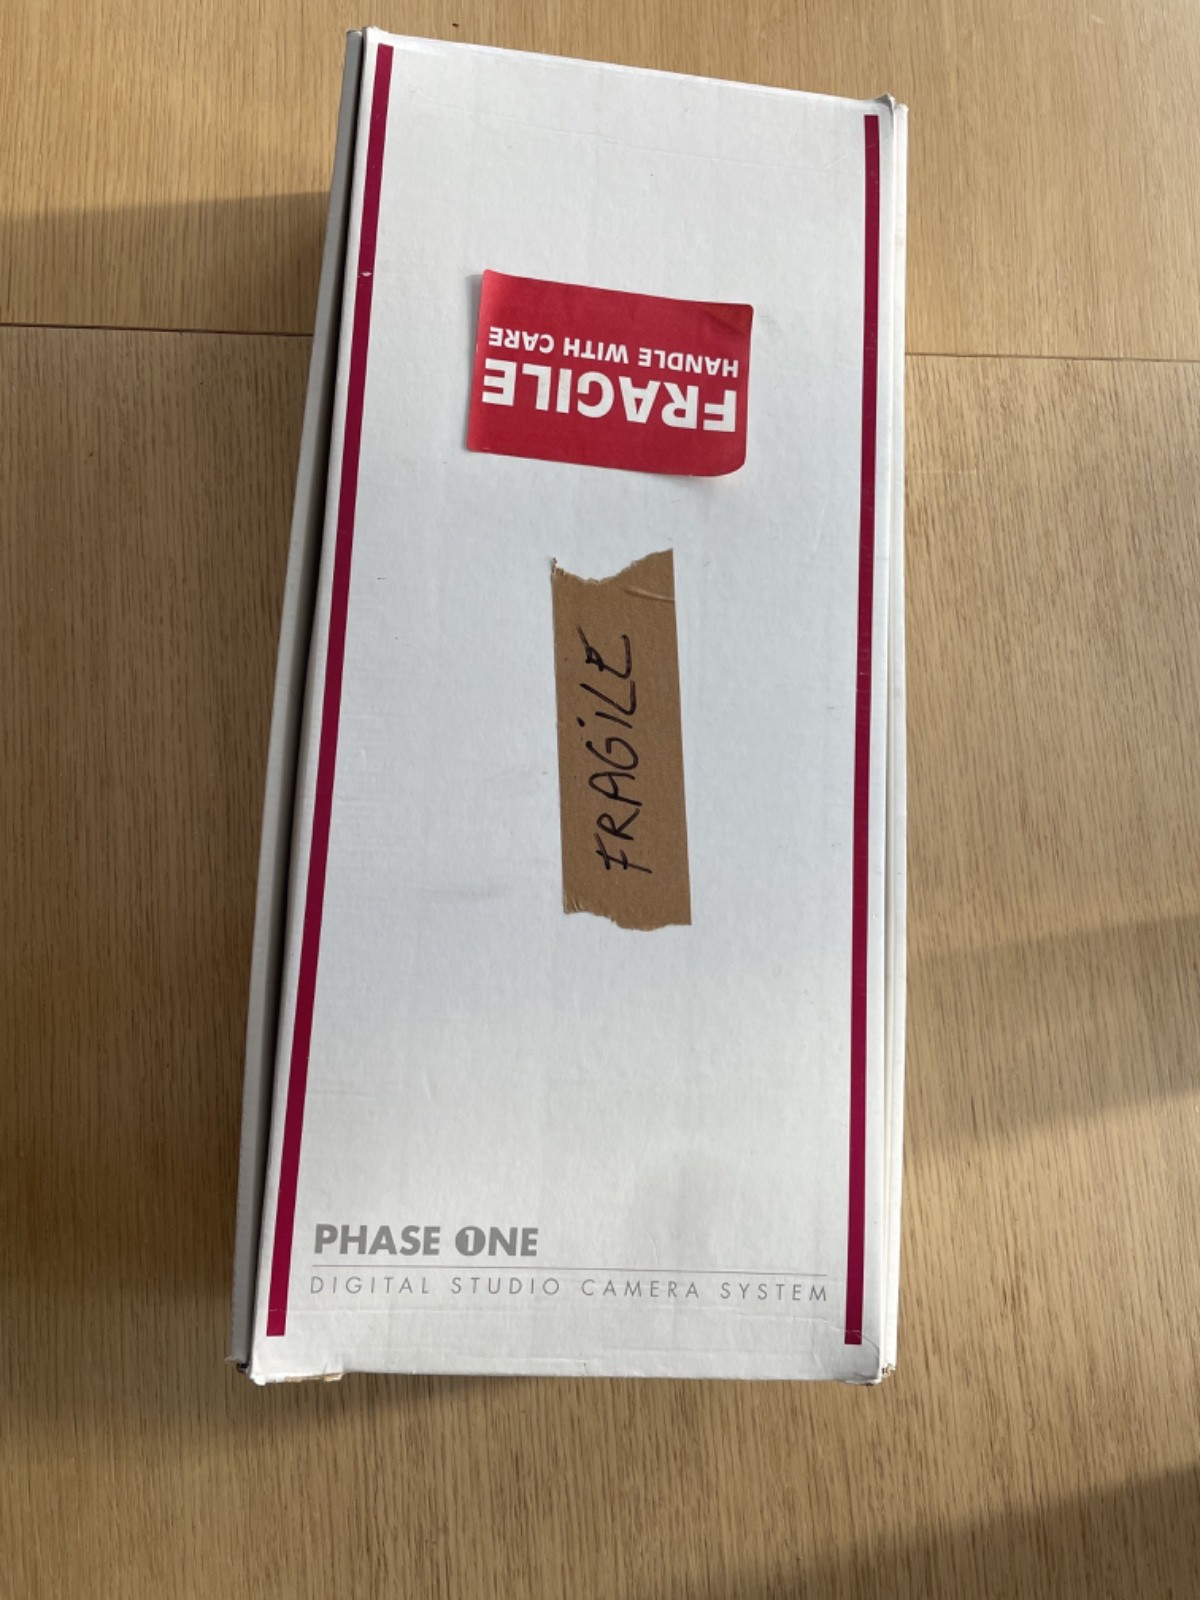 FRAGILE
HANDLE WITH CARE
FRAGiLE
PHASE ONE
DIGITAL STUDIO CAMERA SYSTEM